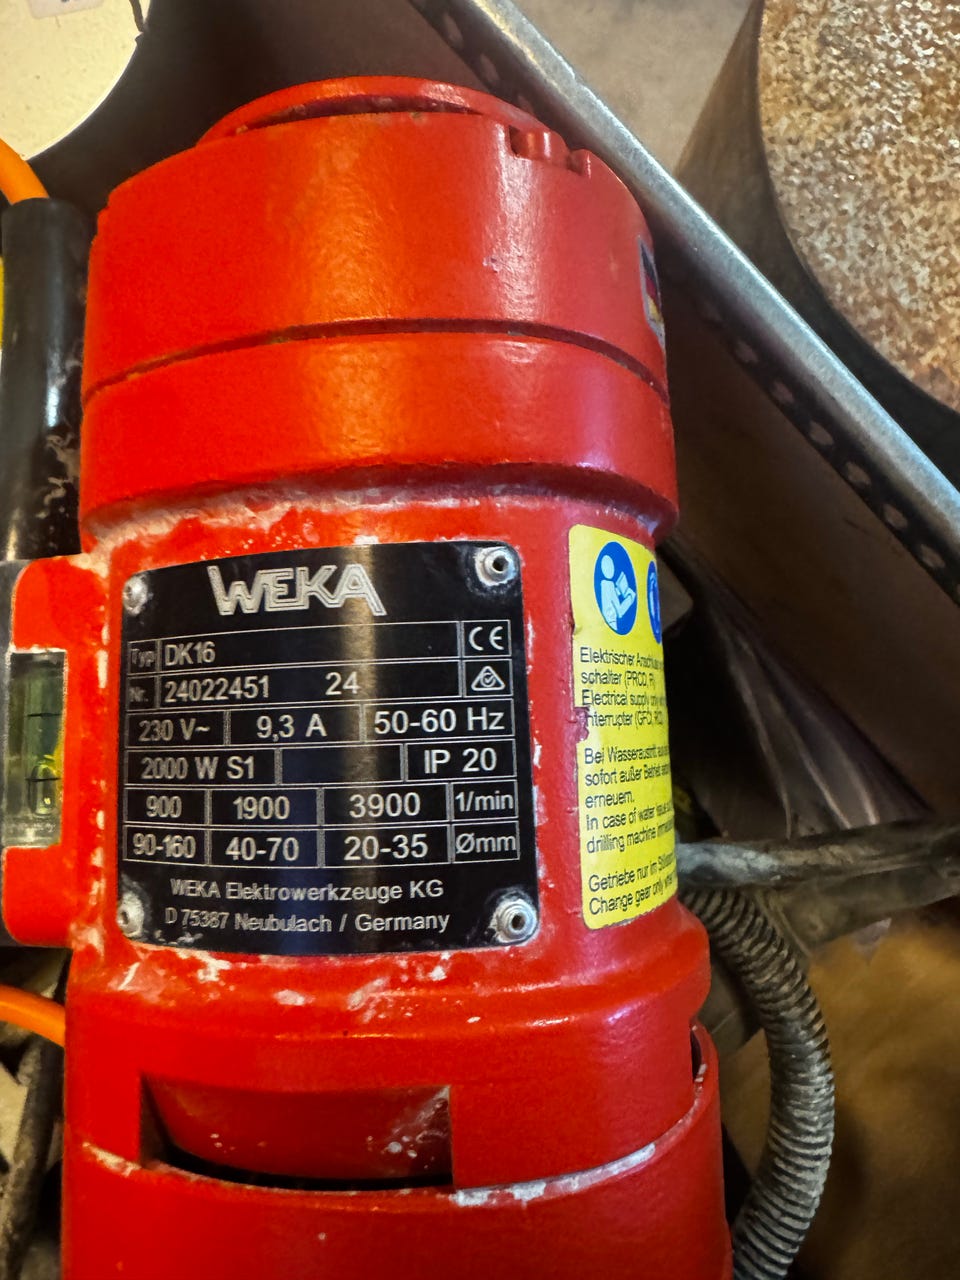 WEKA
Typ DK16 CE
Nr. 24022451 24
230 V~ 9,3 A 50-60 Hz
2000 W S1 IP 20
900 1900 3900 1/min
90-160 40-70 20-35 Ømm
WEKA Elektrowerkzeuge KG
D 75387 Neubulach / Germany
Elektrischer
schalter (PRCD,
Electrical supply only
interrupter (GFCI,
Bei Wasseraustritt
sofort außer Betrieb
erneuern.
In case of water
drilling machine
Getriebe nur im
Change gear only